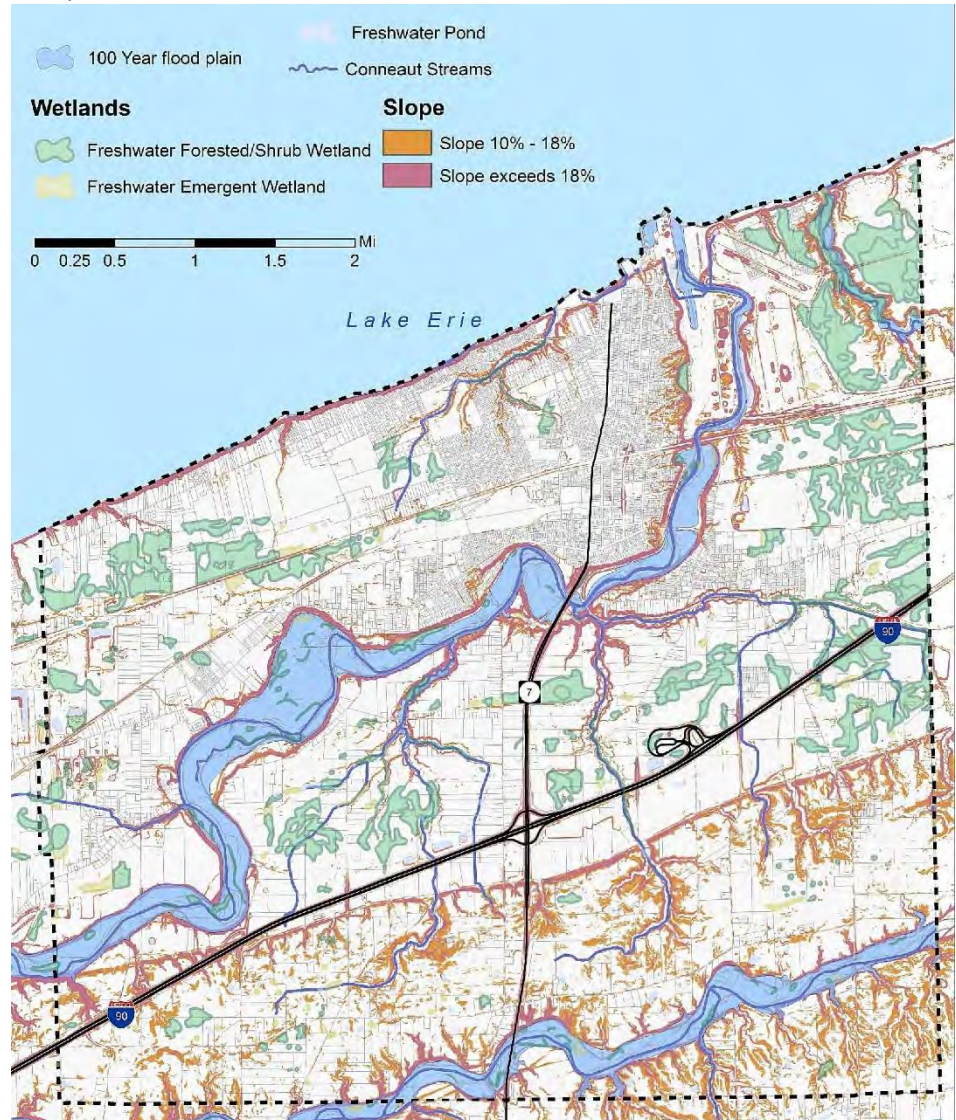 Freshwater Pond
100 Year flood plain
Conneaut Streams
Wetlands
Slope
Freshwater Forested/Shrub Wetland
Slope 10% - 18%
Freshwater Emergent Wetland
Slope exceeds 18%
Mi
0 0.25 0.5 1 1.5 2
Lake Erie
90
7
90